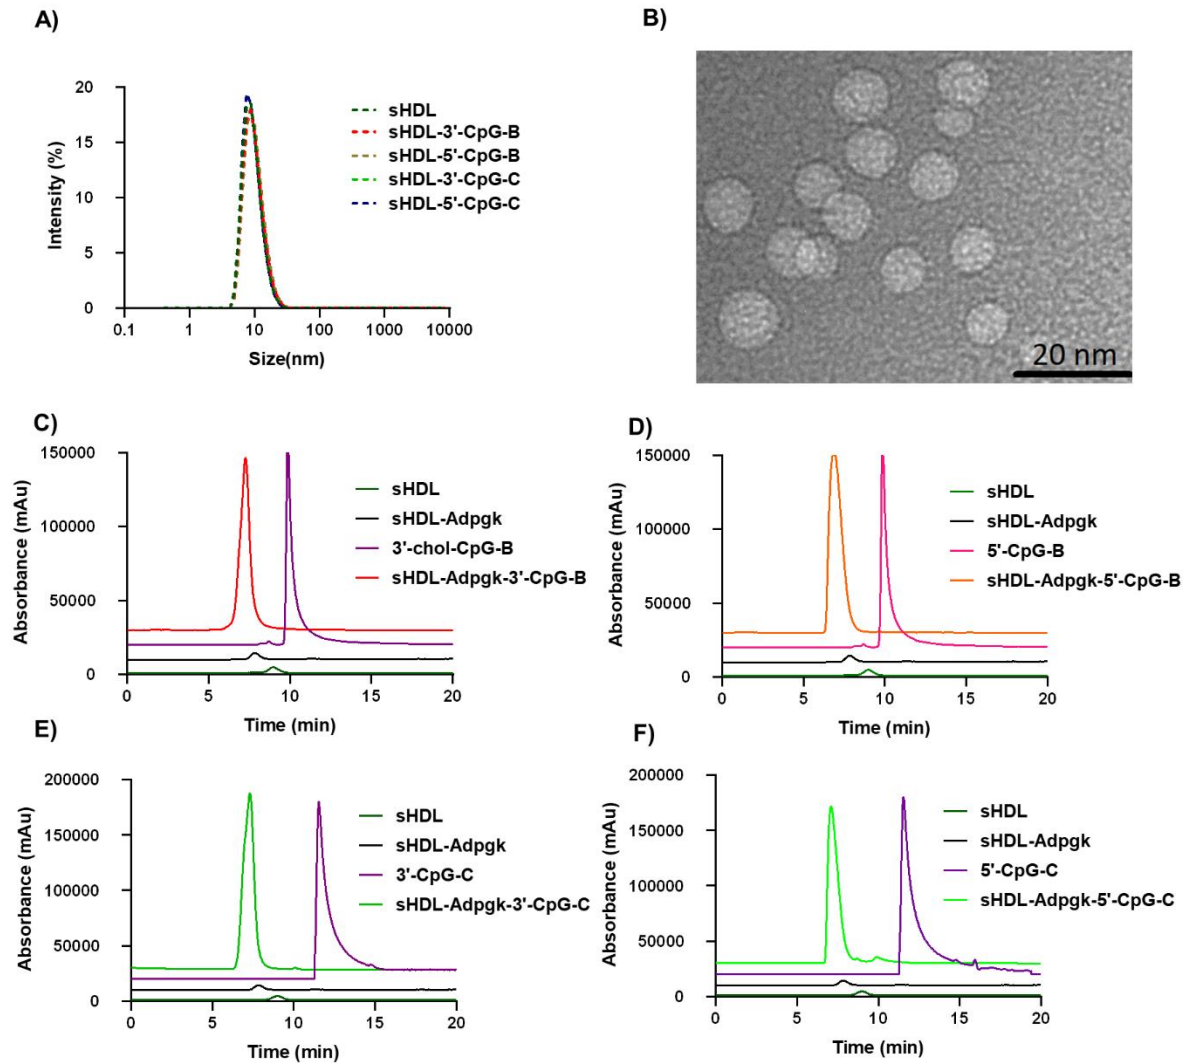 A)
B)
20
15
10
5
0
Intensity (%)
sHDL
sHDL-3'-CpG-B
sHDL-5'-CpG-B
sHDL-3'-CpG-C
sHDL-5'-CpG-C
0.1
1
10
100
1000
10000
Size(nm)
20 nm
C)
150000
100000
50000
0
Absorbance (mAu)
sHDL
sHDL-Adpgk
3'-chol-CpG-B
sHDL-Adpgk-3'-CpG-B
0
5
10
15
20
Time (min)
D)
150000
100000
50000
0
Absorbance (mAu)
sHDL
sHDL-Adpgk
5'-CpG-B
sHDL-Adpgk-5'-CpG-B
0
5
10
15
20
Time (min)
E)
200000
150000
100000
50000
0
Absorbance (mAu)
sHDL
sHDL-Adpgk
3'-CpG-C
sHDL-Adpgk-3'-CpG-C
0
5
10
15
20
Time (min)
F)
200000
150000
100000
50000
0
Absorbance (mAu)
sHDL
sHDL-Adpgk
5'-CpG-C
sHDL-Adpgk-5'-CpG-C
0
5
10
15
20
Time (min)